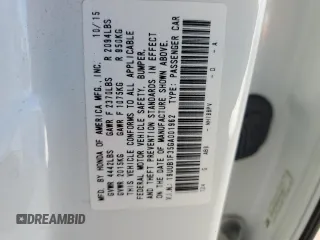 MFD. BY HONDA OF AMERICA MFG., INC. 10/15
GVWR 4442LBS GAWR F 2370LBS R 2094LBS
GVWR 2015KG GAWR F 1075KG R 950KG
THIS VEHICLE CONFORMS TO ALL APPLICABLE
FEDERAL MOTOR VEHICLE SAFETY, BUMPER,
AND THEFT PREVENTION STANDARDS IN EFFECT
ON THE DATE OF MANUFACTURE SHOWN ABOVE.
V.I.N.: TYPE: PASSENGER CAR